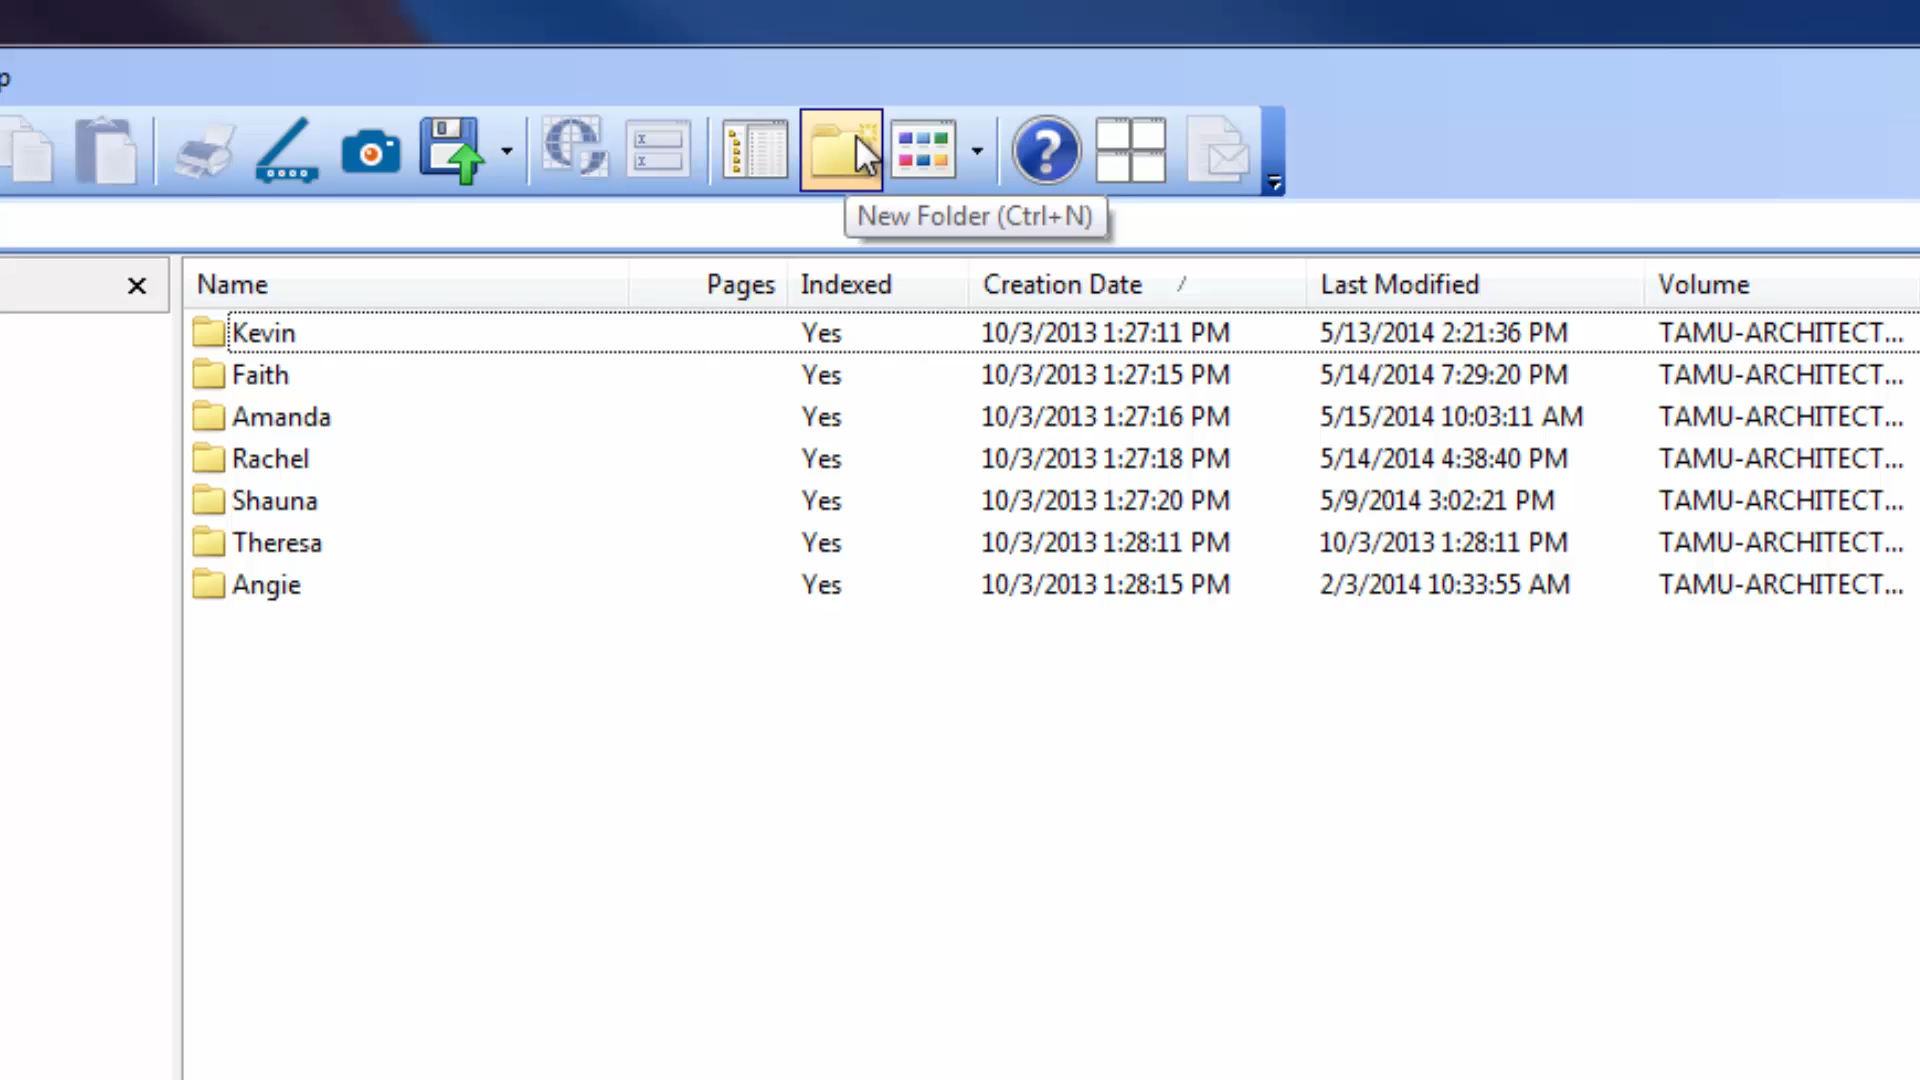 p
New Folder (Ctrl+N)
Name Pages Indexed Creation Date Last Modified Volume
Kevin Yes 10/3/2013 1:27:11 PM 5/13/2014 2:21:36 PM TAMU-ARCHITECT...
Faith Yes 10/3/2013 1:27:15 PM 5/14/2014 7:29:20 PM TAMU-ARCHITECT...
Amanda Yes 10/3/2013 1:27:16 PM 5/15/2014 10:03:11 AM TAMU-ARCHITECT...
Rachel Yes 10/3/2013 1:27:18 PM 5/14/2014 4:38:40 PM TAMU-ARCHITECT...
Shauna Yes 10/3/2013 1:27:20 PM 5/9/2014 3:02:21 PM TAMU-ARCHITECT...
Theresa Yes 10/3/2013 1:28:11 PM 10/3/2013 1:28:11 PM TAMU-ARCHITECT...
Angie Yes 10/3/2013 1:28:15 PM 2/3/2014 10:33:55 AM TAMU-ARCHITECT...